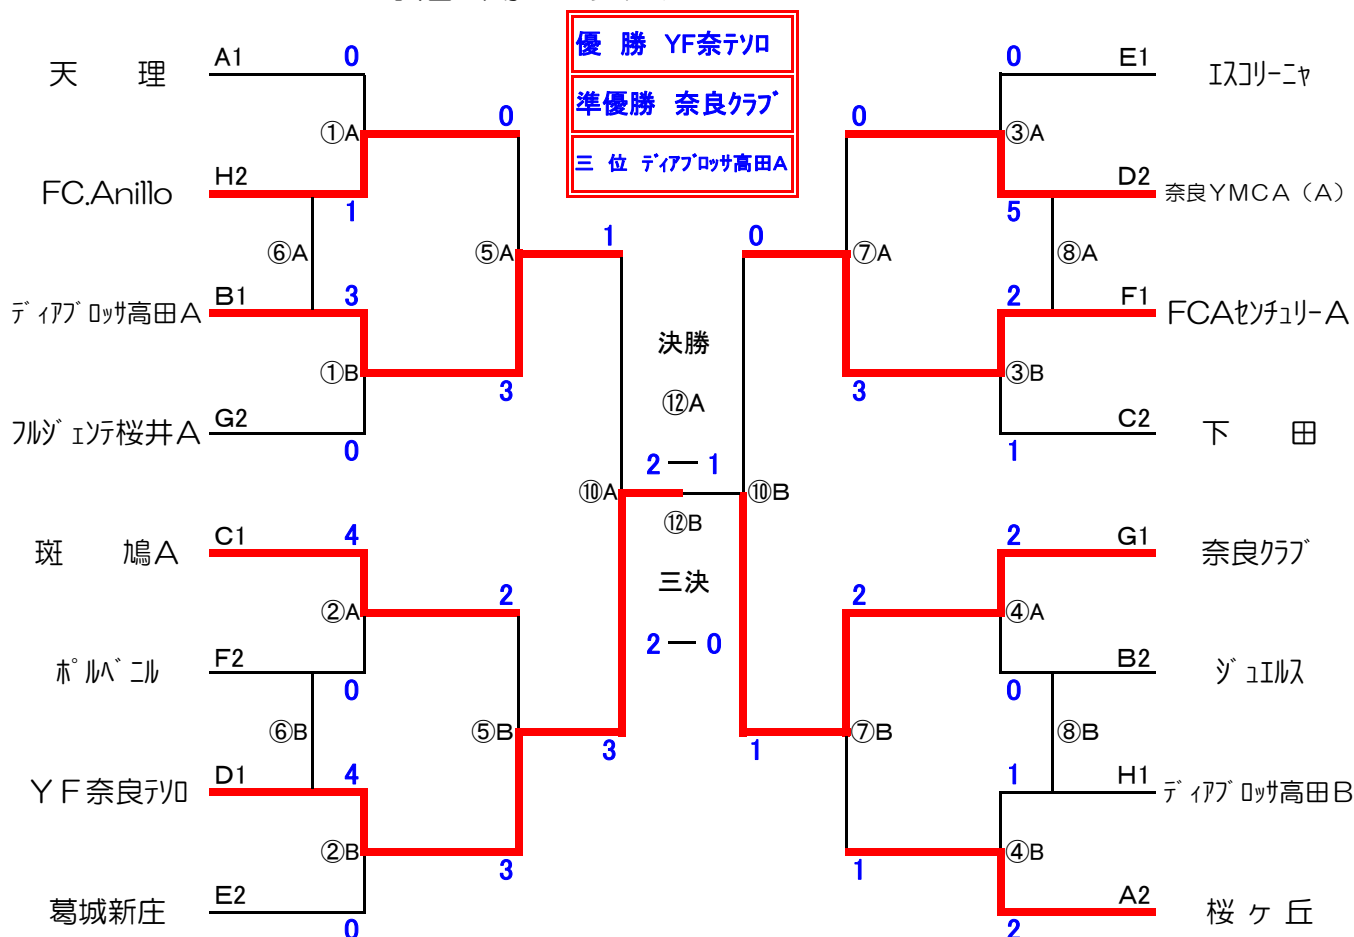 優 勝 YF奈テソロ
準優勝 奈良クラブ
三 位 ディアブロッサ高田A
天 理 A1 0
0 E1 エスコリーニャ
①A 0
0 ③A
FC.Anillo H2 1
5 D2 奈良YMCA（A）
⑥A ⑤A 1
0 ⑦A ⑧A
ディアブロッサ高田A B1 3
2 F1 FCAセンチュリーA
決勝
①B 3
3 ③B
⑫A
フルジェンテ桜井A G2 0
1 C2 下 田
2 ― 1
⑩A ⑩B
⑫B
斑 鳩A C1 4
2 G1 奈良クラブ
三決
②A 2
2 ④A
2 ― 0
ポルベニル F2 0
0 B2 ジュエルス
⑥B ⑤B 3
1 ⑦B ⑧B
YF奈良テソロ D1 4
1 H1 ディアブロッサ高田B
②B 3
1 ④B
葛城新庄 E2 0
2 A2 桜ヶ丘